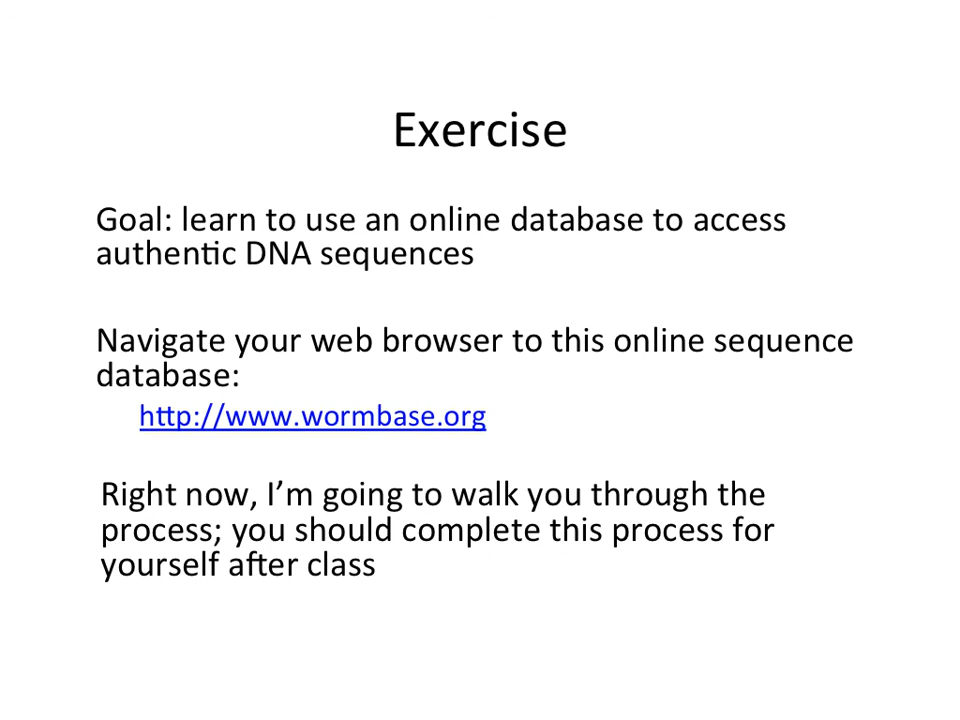 Exercise
Goal: learn to use an online database to access
authentic DNA sequences
Navigate your web browser to this online sequence
database:
http://www.wormbase.org
Right now, I’m going to walk you through the
process; you should complete this process for
yourself after class